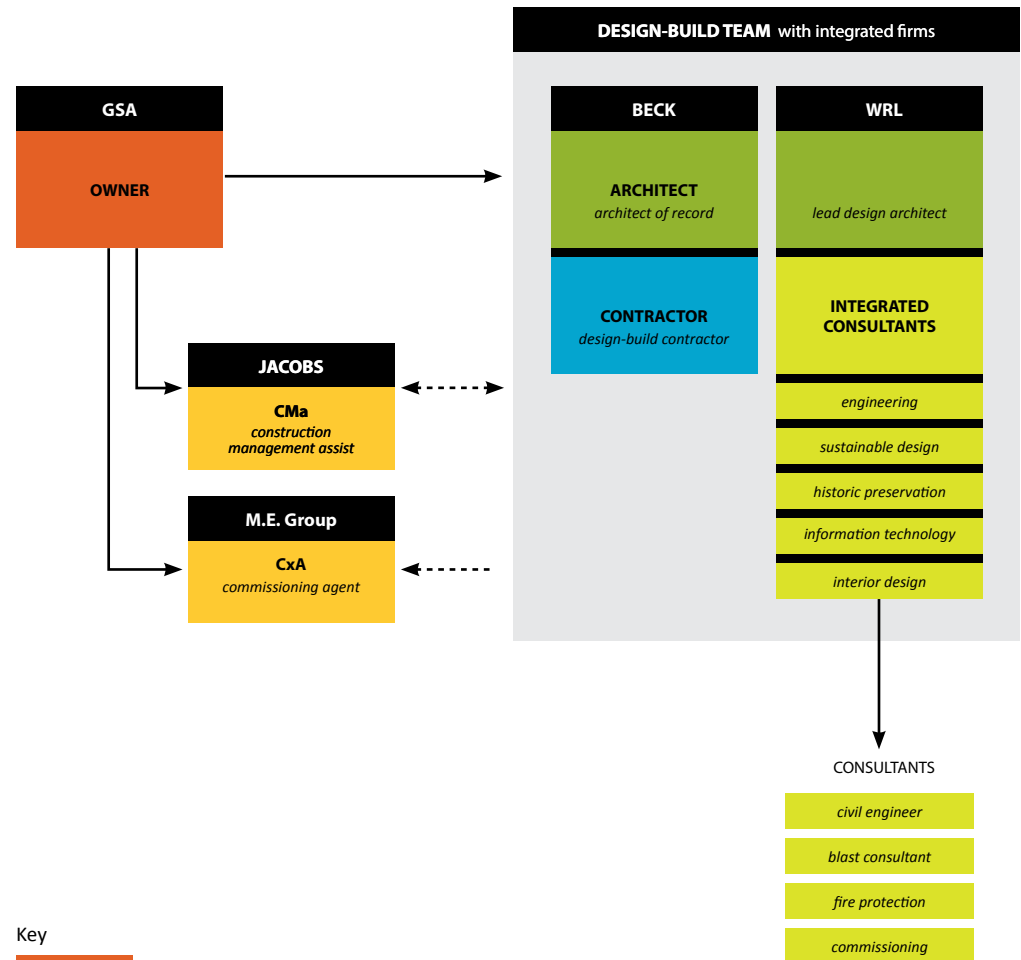 DESIGN-BUILD TEAM with integrated firms
GSA
OWNER
BECK
ARCHITECT
architect of record
CONTRACTOR
design-build contractor
WRL
lead design architect
INTEGRATED
CONSULTANTS
engineering
sustainable design
historic preservation
information technology
interior design
JACOBS
CMa
construction
management assist
M.E. Group
CxA
commissioning agent
CONSULTANTS
civil engineer
blast consultant
fire protection
commissioning
Key